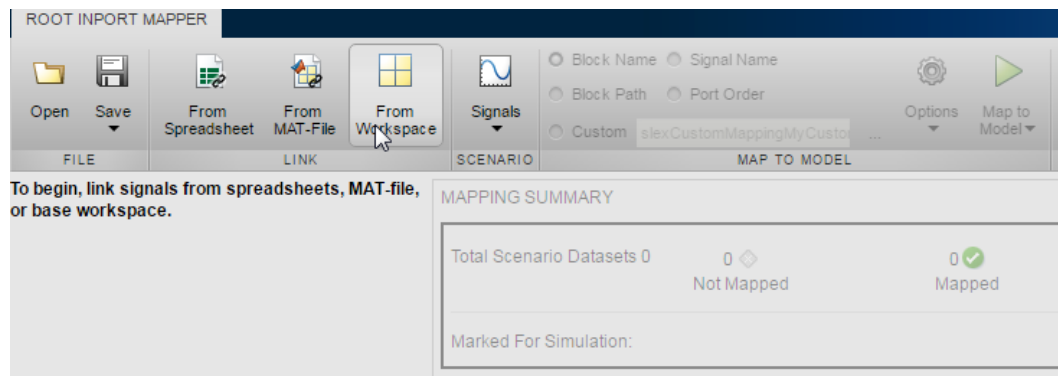 ROOT INPORT MAPPER
Open
Save
From Spreadsheet
From MAT-File
From Workspace
Signals
Block Name
Signal Name
Block Path
Port Order
Custom
slexCustomMappingMyCustor
...
Options
Map to Model
FILE
LINK
SCENARIO
MAP TO MODEL
To begin, link signals from spreadsheets, MAT-file,
or base workspace.
MAPPING SUMMARY
Total Scenario Datasets 0
0
Not Mapped
0
Mapped
Marked For Simulation: